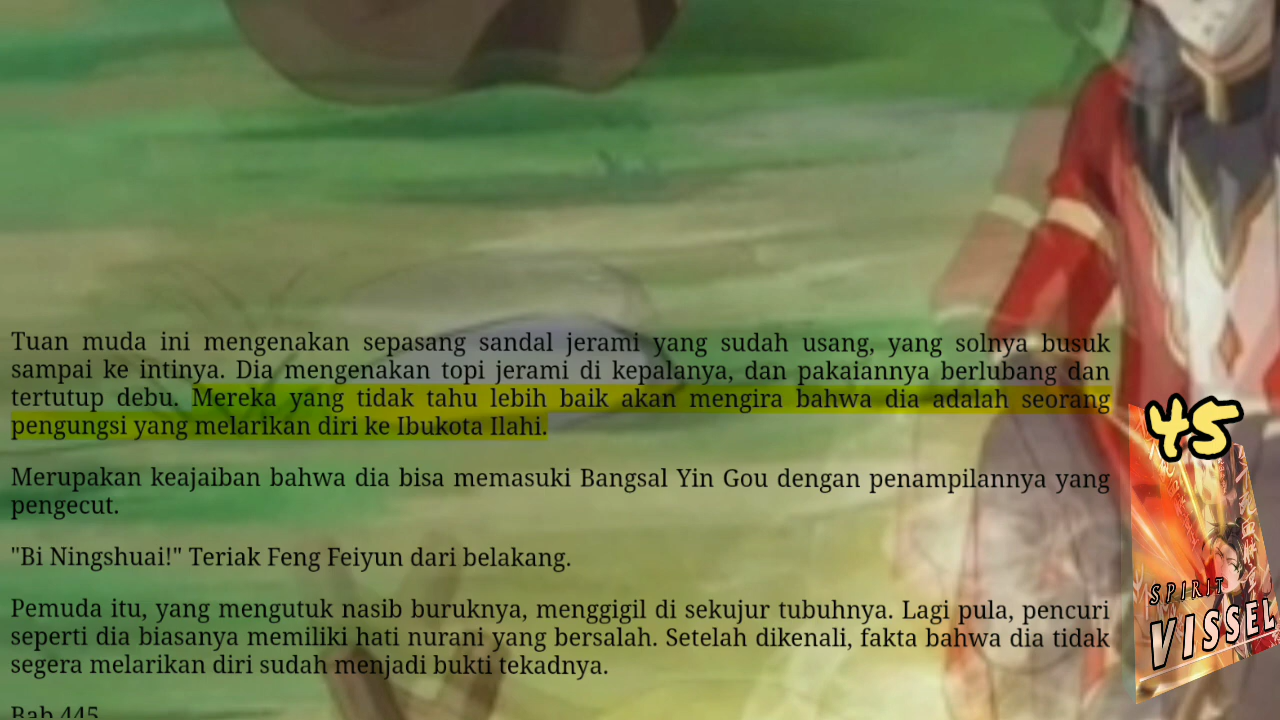 Tuan muda ini mengenakan sepasang sandal jerami yang sudah usang, yang solnya busuk
sampai ke intinya. Dia mengenakan topi jerami di kepalanya, dan pakaiannya berlubang dan
tertutup debu. Mereka yang tidak tahu lebih baik akan mengira bahwa dia adalah seorang
pengungsi yang melarikan diri ke Ibukota Ilahi.
Merupakan keajaiban bahwa dia bisa memasuki Bangsal Yin Gou dengan penampilannya yang
pengecut.
"Bi Ningshuai!" Teriak Feng Feiyun dari belakang.
Pemuda itu, yang mengutuk nasib buruknya, menggigil di sekujur tubuhnya. Lagi pula, pencuri
seperti dia biasanya memiliki hati nurani yang bersalah. Setelah dikenali, fakta bahwa dia tidak
segera melarikan diri sudah menjadi bukti tekadnya.
Bab 445
45
SPIRIT
VISSEL